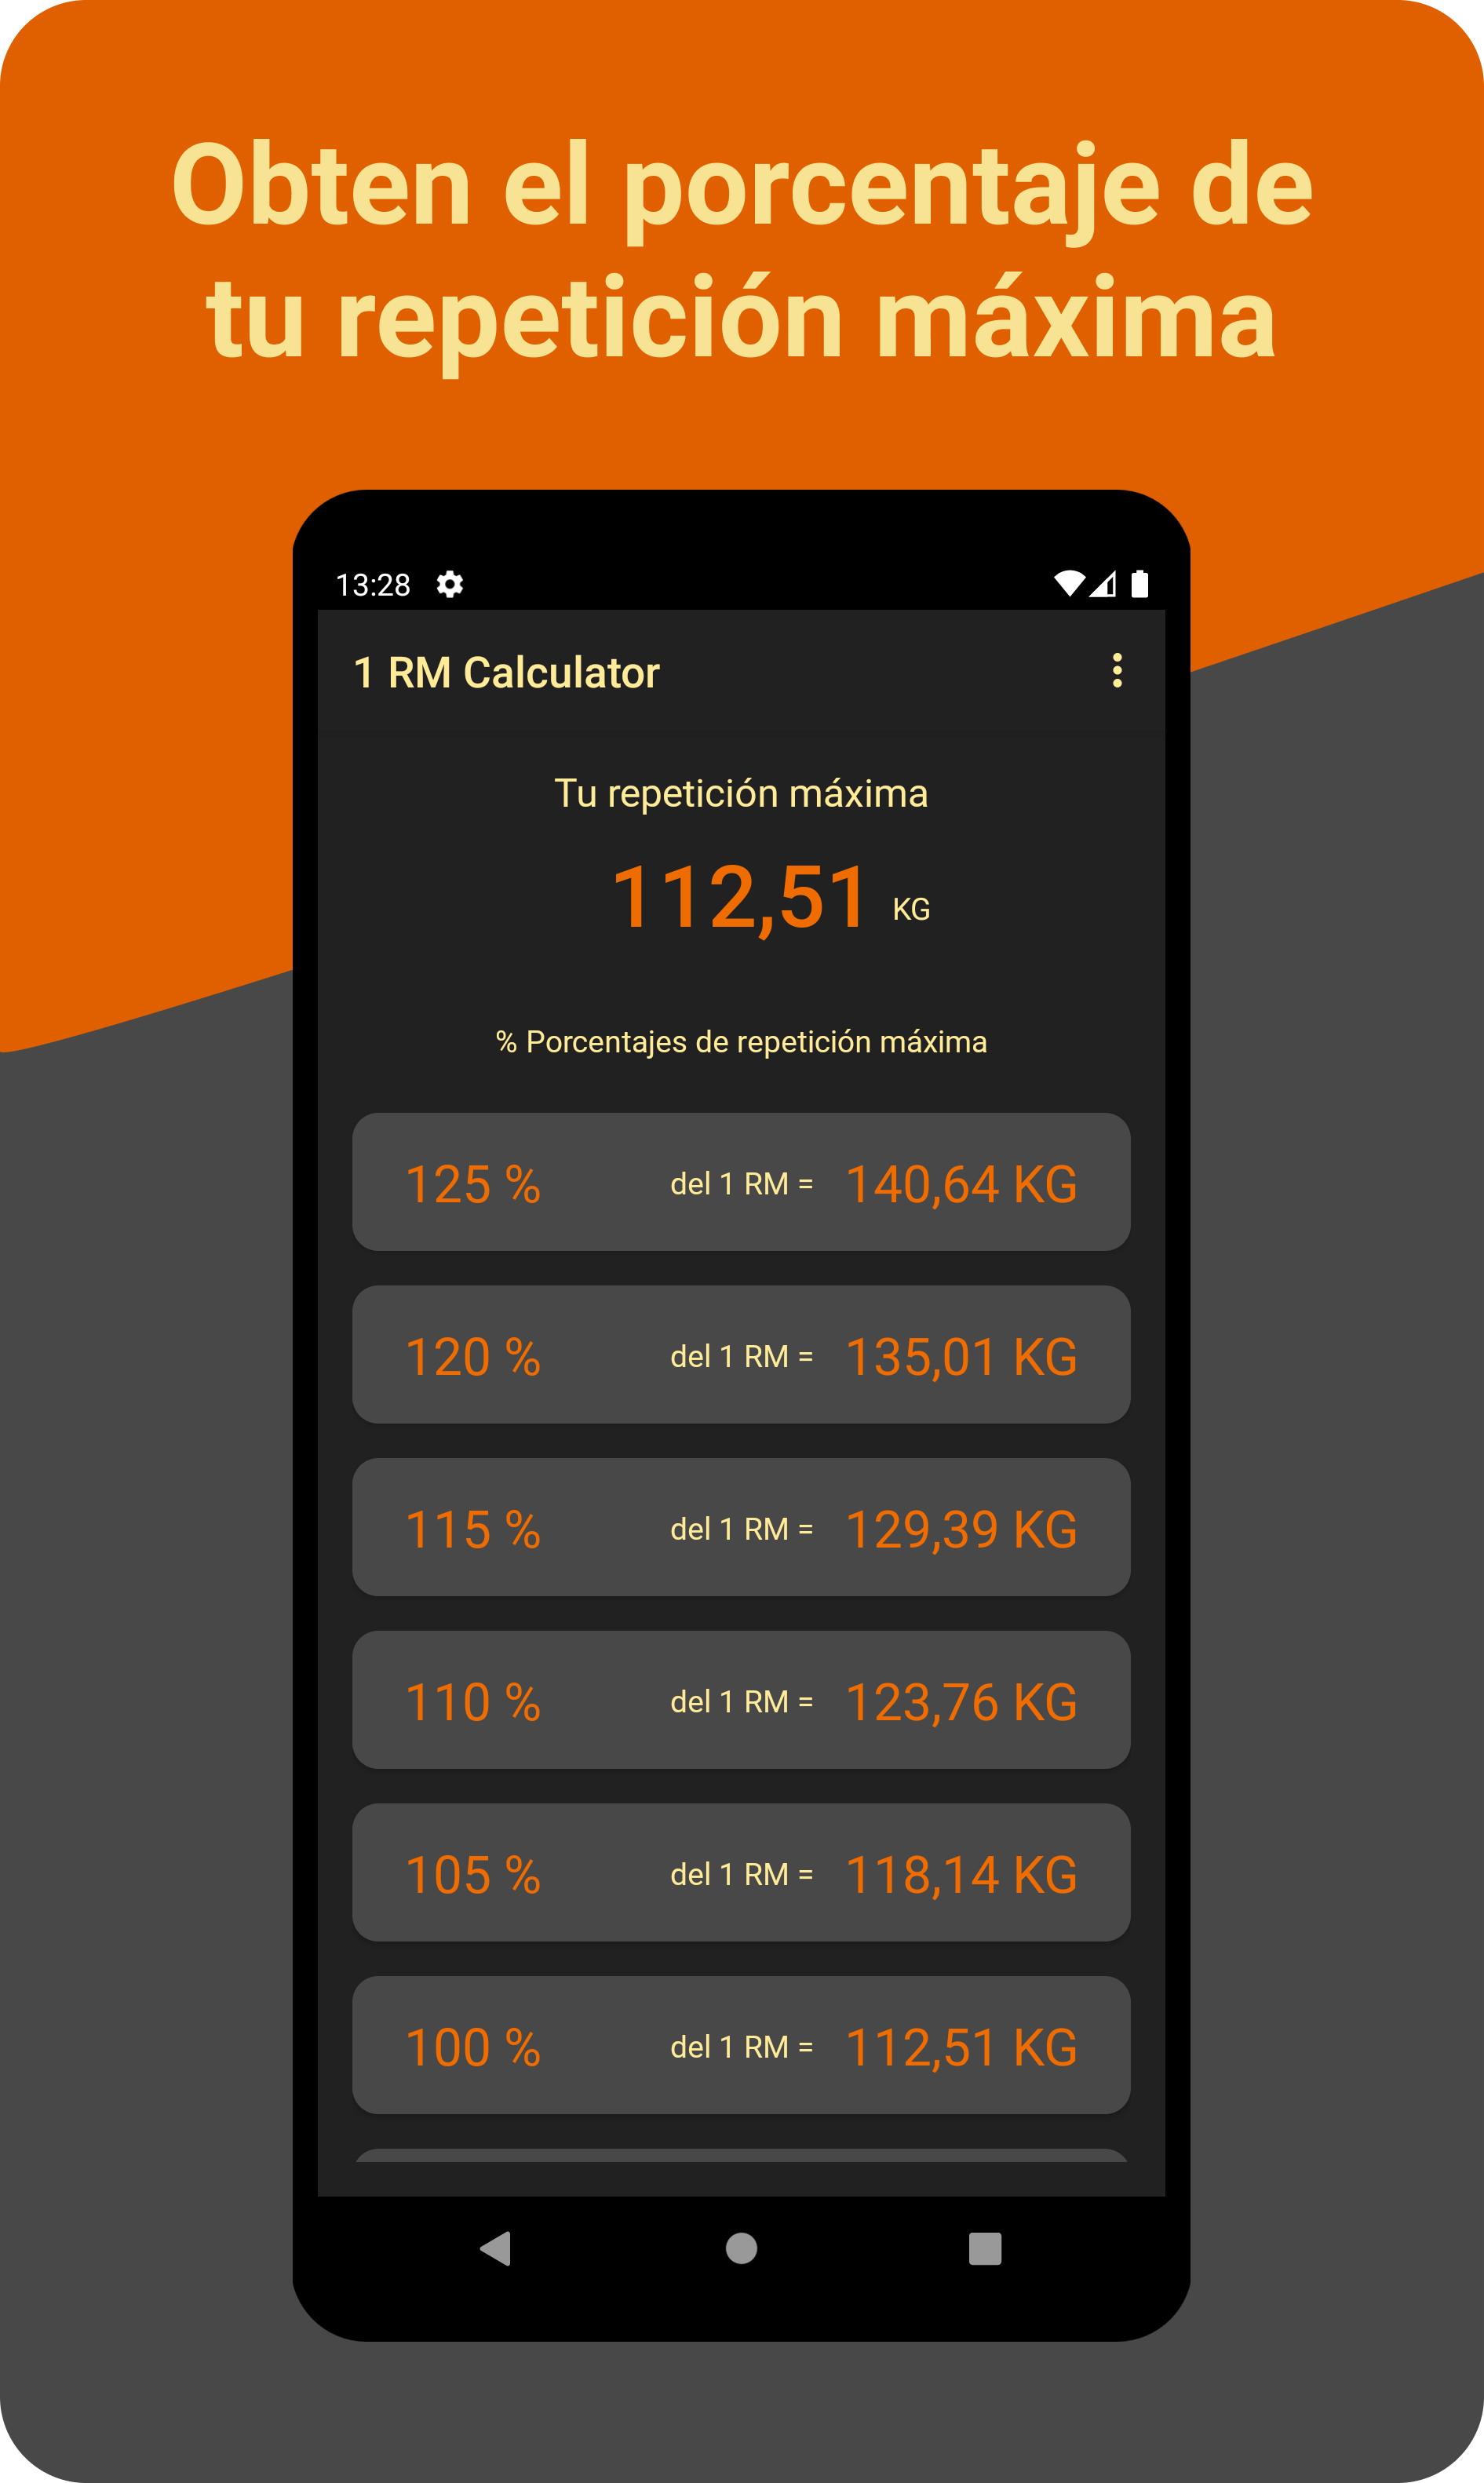 Obten el porcentaje de
tu repetición máxima
13:28
1 RM Calculator
Tu repetición máxima
112,51 KG
% Porcentajes de repetición máxima
125 % del 1 RM = 140,64 KG
120 % del 1 RM = 135,01 KG
115 % del 1 RM = 129,39 KG
110 % del 1 RM = 123,76 KG
105 % del 1 RM = 118,14 KG
100 % del 1 RM = 112,51 KG